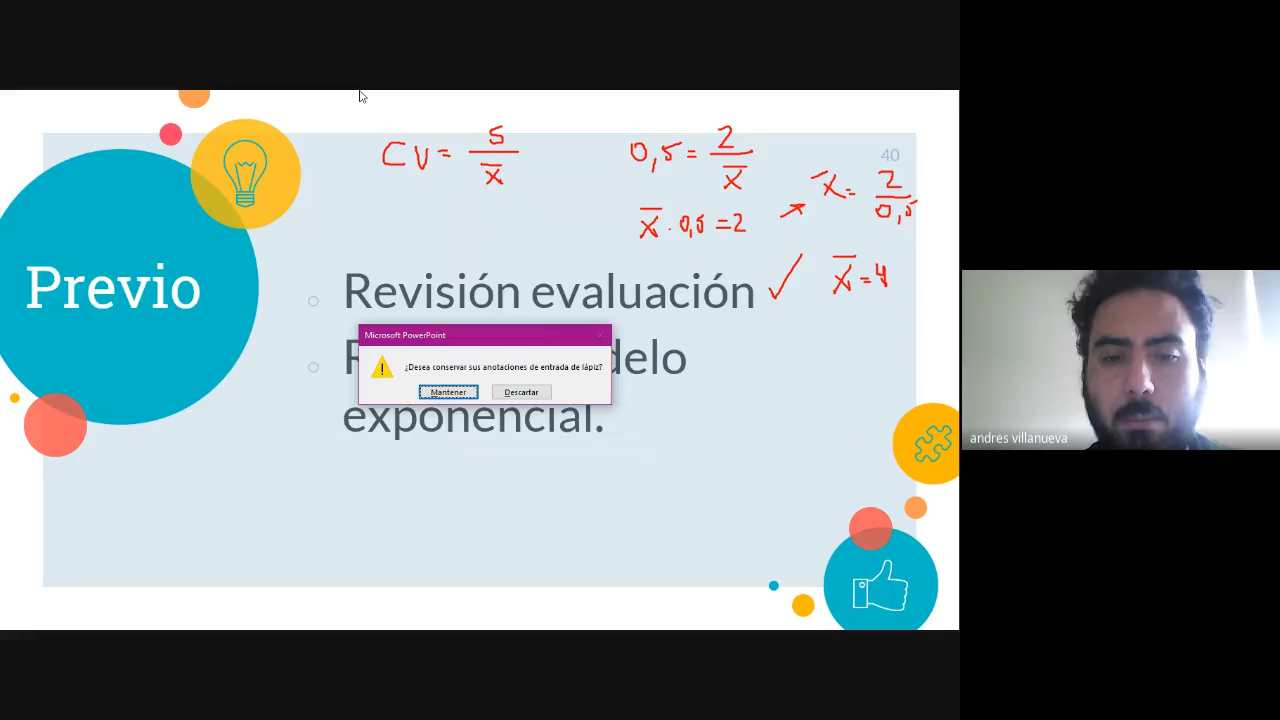 40
CV = S / x̄
0,5 = 2 / x̄
x̄ . 0,5 = 2
x̄ = 2 / 0,5
x̄ = 4
Previo
Revisión evaluación
delo
exponencial.
Microsoft PowerPoint
¿Desea conservar sus anotaciones de entrada de lápiz?
Mantener Descartar
andres villanueva